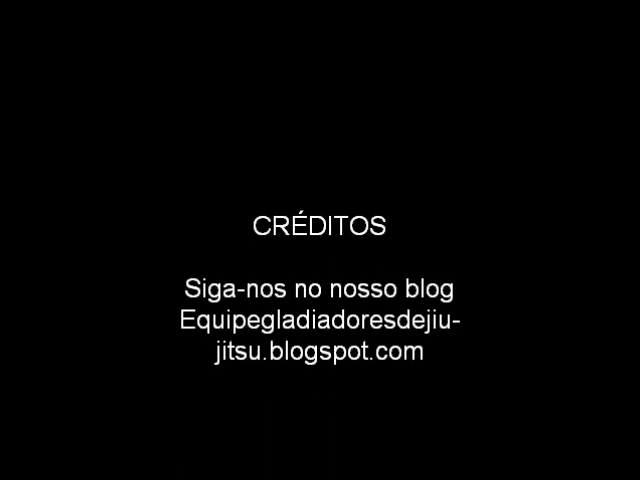 CRÉDITOS
Siga-nos no nosso blog
Equipegladiadoresdejiu-
jitsu.blogspot.com